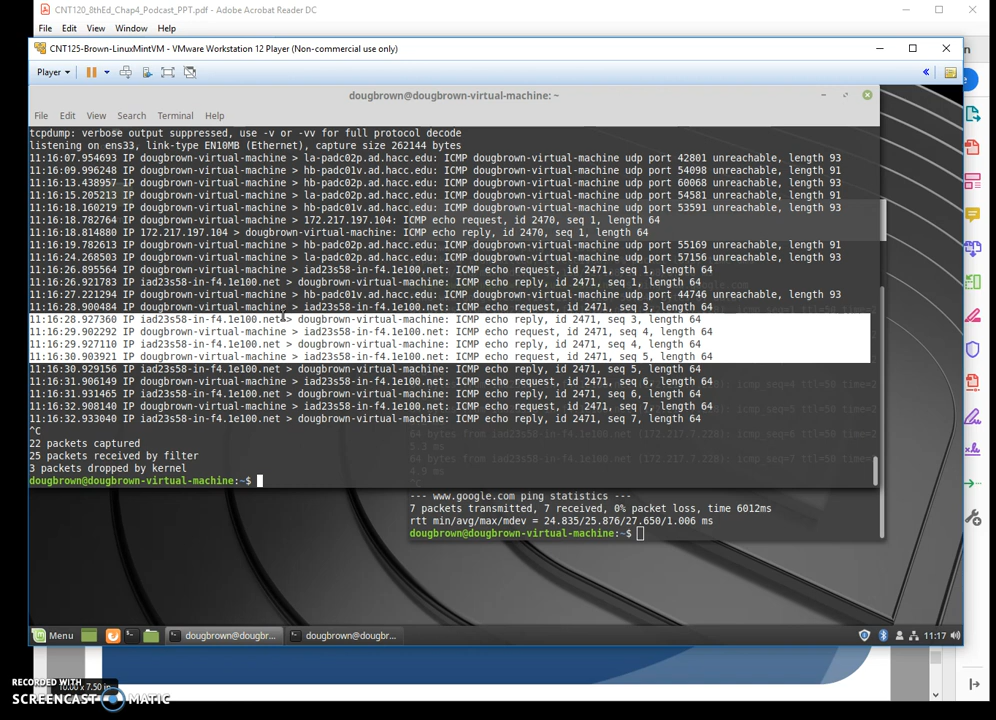 CNT120_8thEd_Chap4_Podcast_PPT.pdf - Adobe Acrobat Reader DC
File Edit View Window Help
CNT125-Brown-LinuxMintVM - VMware Workstation 12 Player (Non-commercial use only)
Player
dougbrown@dougbrown-virtual-machine: ~
File Edit View Search Terminal Help
tcpdump: verbose output suppressed, use -v or -vv for full protocol decode
listening on ens33, link-type EN10MB (Ethernet), capture size 262144 bytes
11:16:07.954693 IP dougbrown-virtual-machine > la-padc02p.ad.hacc.edu: ICMP dougbrown-virtual-machine udp port 42801 unreachable, length 93
11:16:09.996248 IP dougbrown-virtual-machine > hb-padc01v.ad.hacc.edu: ICMP dougbrown-virtual-machine udp port 54098 unreachable, length 91
11:16:13.438957 IP dougbrown-virtual-machine > hb-padc02p.ad.hacc.edu: ICMP dougbrown-virtual-machine udp port 60068 unreachable, length 93
11:16:15.205213 IP dougbrown-virtual-machine > la-padc02p.ad.hacc.edu: ICMP dougbrown-virtual-machine udp port 54581 unreachable, length 91
11:16:18.160219 IP dougbrown-virtual-machine > hb-padc01v.ad.hacc.edu: ICMP dougbrown-virtual-machine udp port 53591 unreachable, length 93
11:16:18.782764 IP dougbrown-virtual-machine > 172.217.197.104: ICMP echo request, id 2470, seq 1, length 64
11:16:18.814880 IP 172.217.197.104 > dougbrown-virtual-machine: ICMP echo reply, id 2470, seq 1, length 64
11:16:19.782613 IP dougbrown-virtual-machine > hb-padc02p.ad.hacc.edu: ICMP dougbrown-virtual-machine udp port 55169 unreachable, length 91
11:16:24.268503 IP dougbrown-virtual-machine > la-padc02p.ad.hacc.edu: ICMP dougbrown-virtual-machine udp port 57156 unreachable, length 93
11:16:26.895564 IP dougbrown-virtual-machine > iad23s58-in-f4.1e100.net: ICMP echo request, id 2471, seq 1, length 64
11:16:26.921783 IP iad23s58-in-f4.1e100.net > dougbrown-virtual-machine: ICMP echo reply, id 2471, seq 1, length 64
11:16:27.221294 IP dougbrown-virtual-machine > hb-padc01v.ad.hacc.edu: ICMP dougbrown-virtual-machine udp port 44746 unreachable, length 93
11:16:28.900484 IP dougbrown-virtual-machine > iad23s58-in-f4.1e100.net: ICMP echo request, id 2471, seq 3, length 64
11:16:28.927360 IP iad23s58-in-f4.1e100.net > dougbrown-virtual-machine: ICMP echo reply, id 2471, seq 3, length 64
11:16:29.902292 IP dougbrown-virtual-machine > iad23s58-in-f4.1e100.net: ICMP echo request, id 2471, seq 4, length 64
11:16:29.927110 IP iad23s58-in-f4.1e100.net > dougbrown-virtual-machine: ICMP echo reply, id 2471, seq 4, length 64
11:16:30.903921 IP dougbrown-virtual-machine > iad23s58-in-f4.1e100.net: ICMP echo request, id 2471, seq 5, length 64
11:16:30.929156 IP iad23s58-in-f4.1e100.net > dougbrown-virtual-machine: ICMP echo reply, id 2471, seq 5, length 64
11:16:31.906149 IP dougbrown-virtual-machine > iad23s58-in-f4.1e100.net: ICMP echo request, id 2471, seq 6, length 64
11:16:31.931465 IP iad23s58-in-f4.1e100.net > dougbrown-virtual-machine: ICMP echo reply, id 2471, seq 6, length 64
11:16:32.908140 IP dougbrown-virtual-machine > iad23s58-in-f4.1e100.net: ICMP echo request, id 2471, seq 7, length 64
11:16:32.933040 IP iad23s58-in-f4.1e100.net > dougbrown-virtual-machine: ICMP echo reply, id 2471, seq 7, length 64
^C
22 packets captured
25 packets received by filter
3 packets dropped by kernel
dougbrown@dougbrown-virtual-machine:~$
--- www.google.com ping statistics ---
7 packets transmitted, 7 received, 0% packet loss, time 6012ms
rtt min/avg/max/mdev = 24.835/25.876/27.650/1.006 ms
dougbrown@dougbrown-virtual-machine:~$
Menu dougbrown@dougbr... dougbrown@dougbr... 11:17
RECORDED WITH
10.00 x 7.50 in
SCREENCAST MATIC